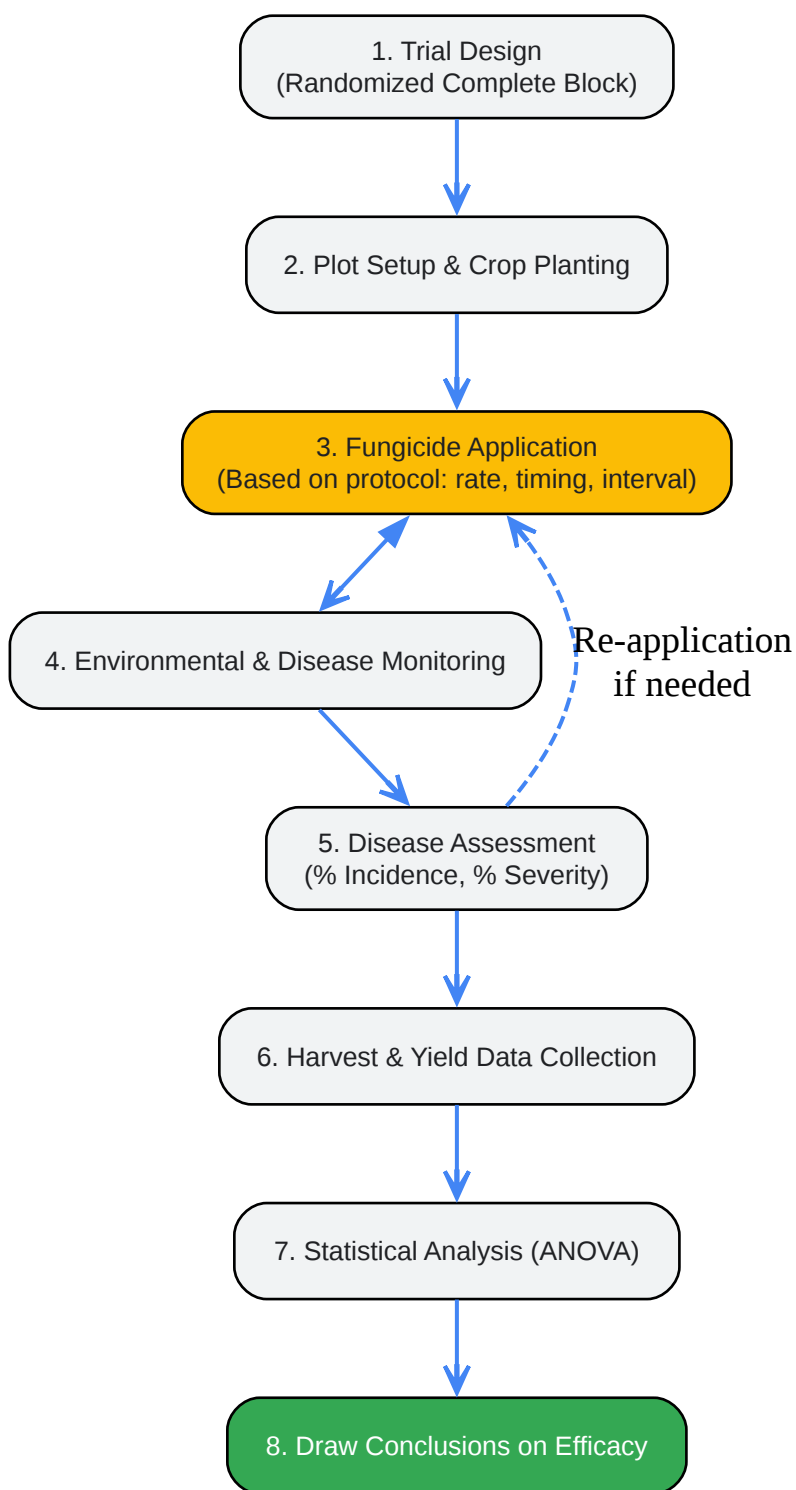 1. Trial Design
(Randomized Complete Block)
2. Plot Setup & Crop Planting
3. Fungicide Application
(Based on protocol: rate, timing, interval)
4. Environmental & Disease Monitoring
Re-application
if needed
5. Disease Assessment
(% Incidence, % Severity)
6. Harvest & Yield Data Collection
7. Statistical Analysis (ANOVA)
8. Draw Conclusions on Efficacy